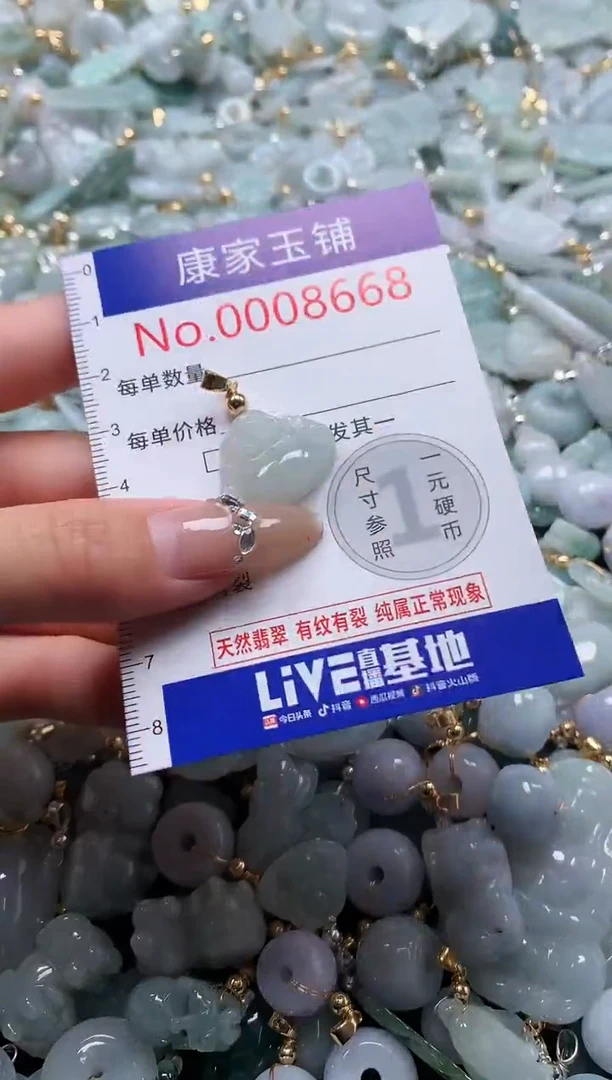 康家玉铺
No.0008668
0
1
2
3
4
7
8
每单数量
每单价格
发其一
尺寸参照
1
一元硬币
裂
天然翡翠 有纹有裂 纯属正常现象
LiVE直播基地
今日头条 抖音 西瓜视频 抖音火山版